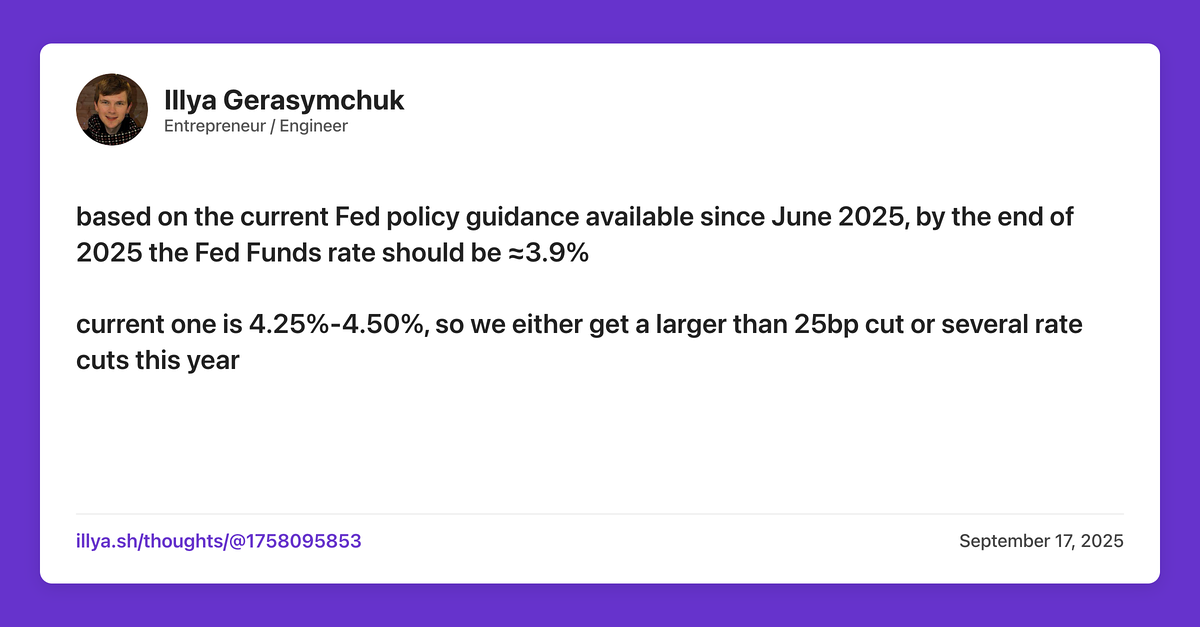 Illya Gerasymchuk
Entrepreneur / Engineer
based on the current Fed policy guidance available since June 2025, by the end of
2025 the Fed Funds rate should be ≈3.9%
current one is 4.25%-4.50%, so we either get a larger than 25bp cut or several rate
cuts this year
illya.sh/thoughts/@1758095853
September 17, 2025